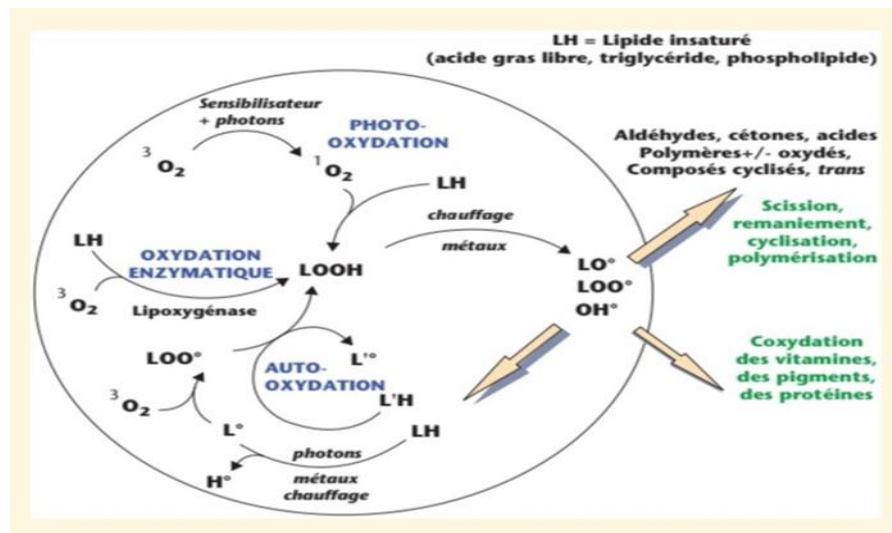 LH = Lipide insaturé
(acide gras libre, triglycéride, phospholipide)
Sensibilisateur
+ photons
PHOTO-
OXYDATION
³O₂
¹O₂
LH
Aldéhydes, cétones, acides
Polymères+/- oxydés,
Composés cyclisés, trans
Scission,
remaniement,
cyclisation,
polymérisation
chauffage
métaux
LH
OXYDATION
ENZYMATIQUE
LOOH
³O₂
Lipoxygénase
LO°
LOO°
OH°
LOO°
L'°
AUTO-
OXYDATION
³O₂
L'H
L°
LH
photons
H°
métaux
chauffage
Coxydation
des vitamines,
des pigments,
des protéines